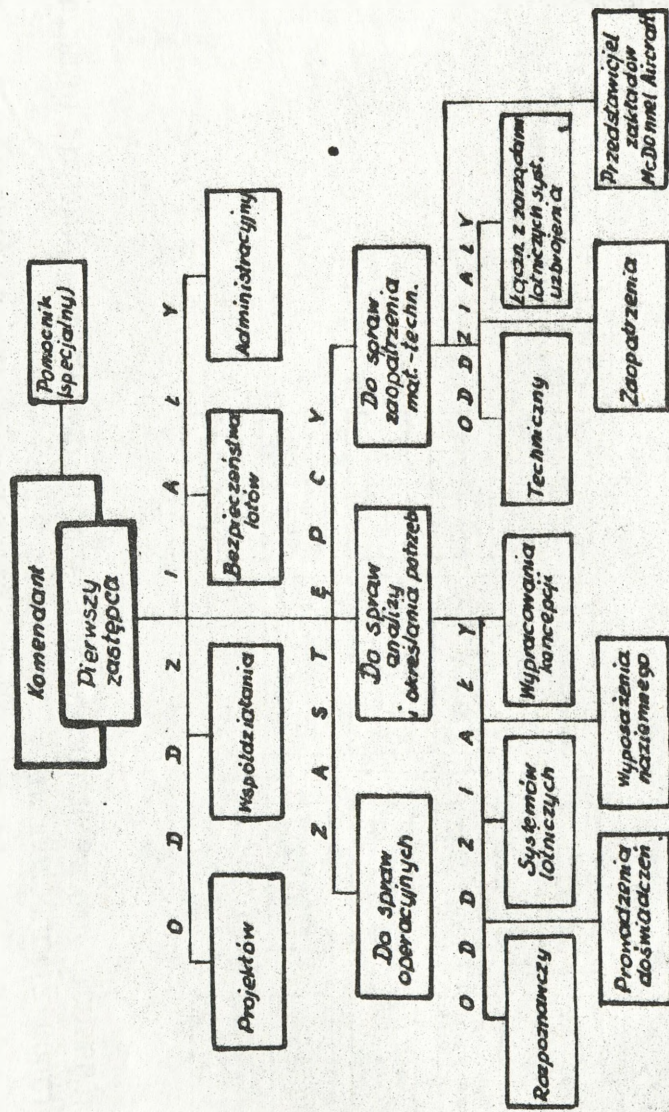 Komendant
Pierwszy
zastępca
Pomocnik
(specjalny)
O D D Z I A Ł Y
Projektów
Współdziałania
Bezpieczeństwa
lotów
Administracyjny
Z A S T Ę P C Y
Do spraw
operacyjnych
Do spraw
analizy
i określania potrzeb
Do spraw
zaopatrzenia
mat.-techn.
O D D Z I A Ł Y
Rozpoznawczy
Systemów
lotniczych
Wypracowania
koncepcji
Prowadzenia
doświadczeń
Wyposażenia
naziemnego
O D D Z I A Ł Y
Techniczny
Łączn. z zarządami
lotniczych syst.
uzbrojenia
Zaopatrzenia
Przedstawiciel
zakładów
McDonnel Aircraft